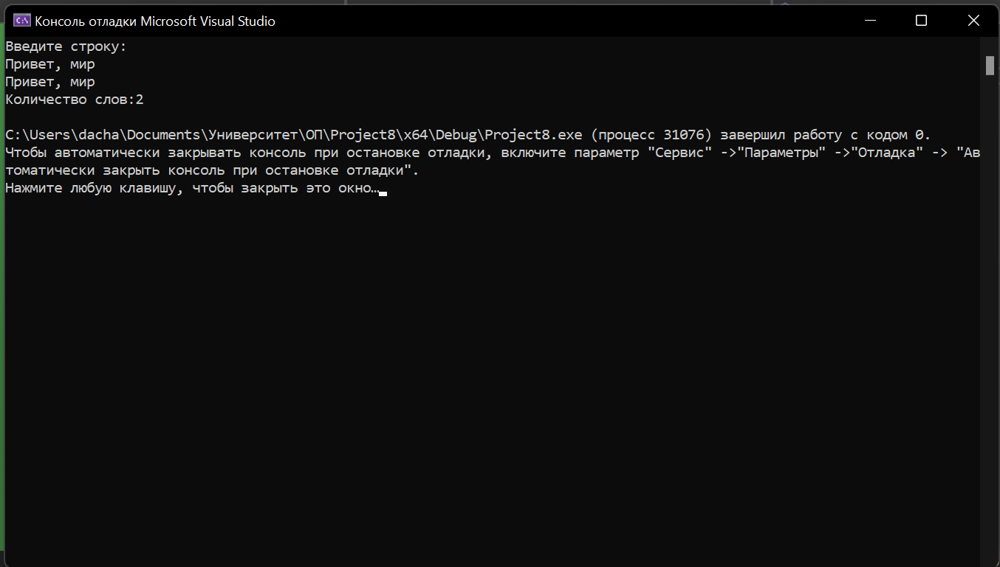 Консоль отладки Microsoft Visual Studio
Введите строку:
Привет, мир
Привет, мир
Количество слов:2
C:\Users\dacha\Documents\Университет\ОП\Project8\x64\Debug\Project8.exe (процесс 31076) завершил работу с кодом 0.
Чтобы автоматически закрывать консоль при остановке отладки, включите параметр "Сервис" ->"Параметры" ->"Отладка" -> "Ав
томатически закрыть консоль при остановке отладки".
Нажмите любую клавишу, чтобы закрыть это окно…